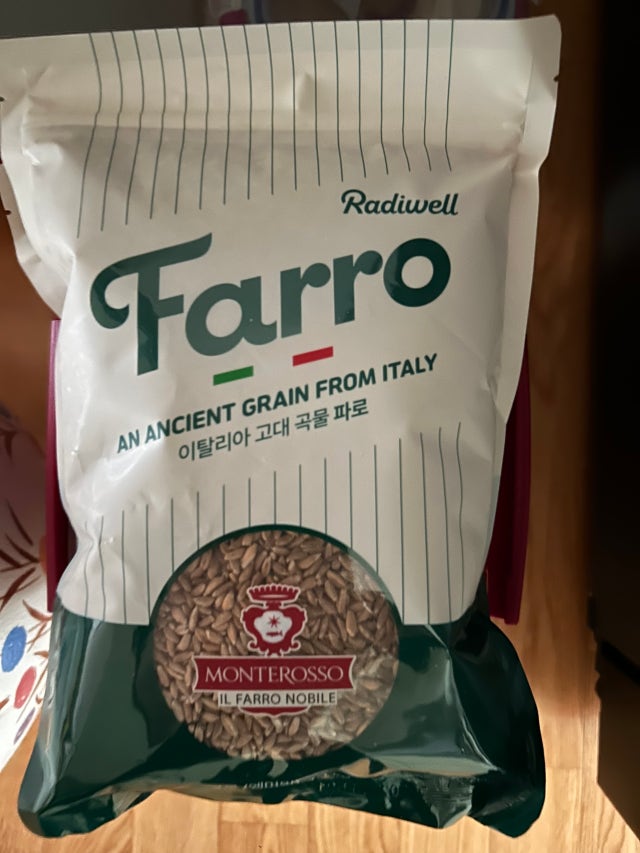 Radiwell
Farro
AN ANCIENT GRAIN FROM ITALY
이탈리아 고대 곡물 파로
MONTEROSSO
IL FARRO NOBILE